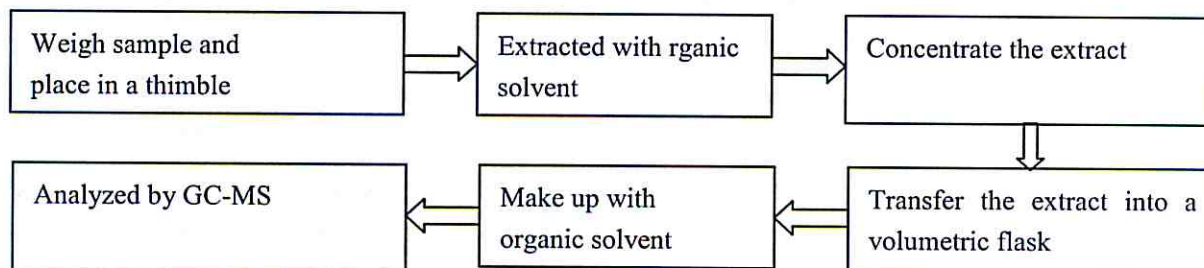 Weigh sample and
place in a thimble
Extracted with rganic
solvent
Concentrate the extract
Transfer the extract into a
volumetric flask
Make up with
organic solvent
Analyzed by GC-MS